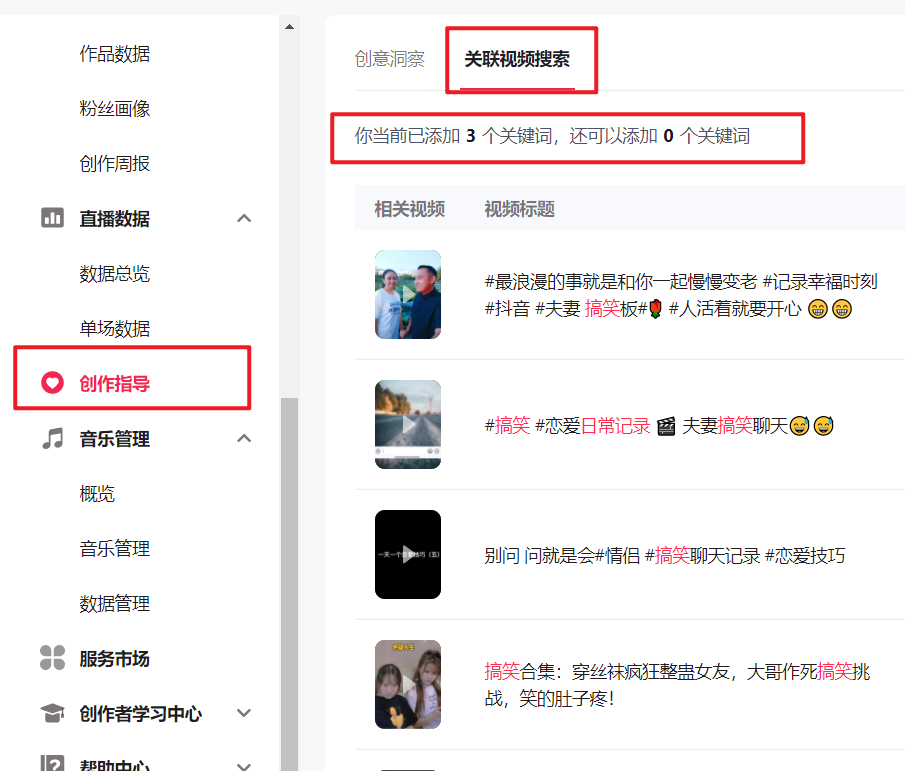 作品数据
粉丝画像
创作周报
直播数据
数据总览
单场数据
创作指导
音乐管理
概览
音乐管理
数据管理
服务市场
创作者学习中心
帮助中心
创意洞察 关联视频搜索
你当前已添加 3 个关键词，还可以添加 0 个关键词
相关视频 视频标题
#最浪漫的事就是和你一起慢慢变老 #记录幸福时刻
#抖音 #夫妻 搞笑板#🌹 #人活着就要开心 😁😁
#搞笑 #恋爱日常记录 🎬 夫妻搞笑聊天😅😅
别问 问就是会#情侣 #搞笑聊天记录 #恋爱技巧
搞笑合集：穿丝袜疯狂整蛊女友，大哥作死搞笑挑
战，笑的肚子疼！